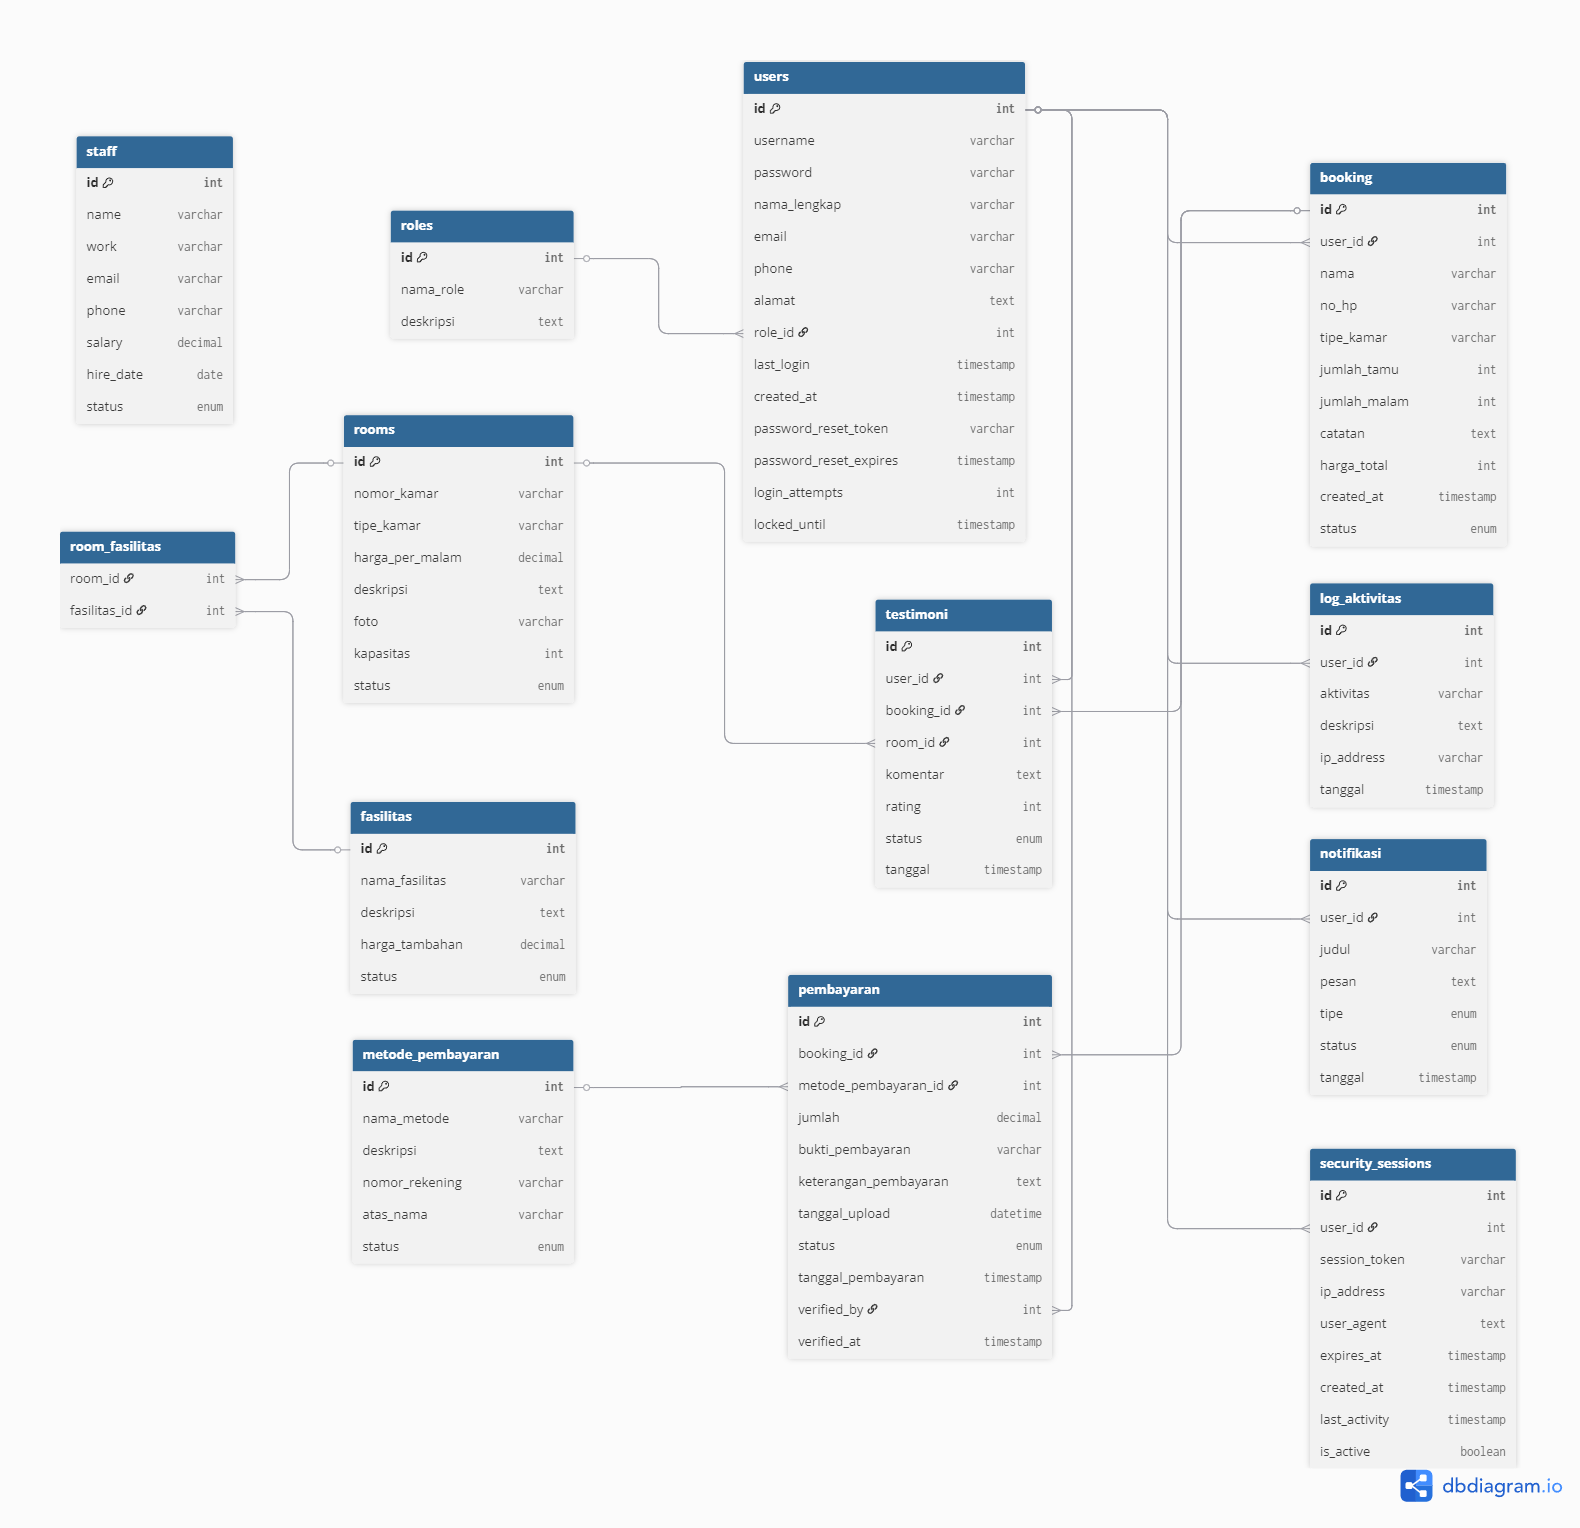 users
id int
username varchar
password varchar
nama_lengkap varchar
email varchar
phone varchar
alamat text
role_id int
last_login timestamp
created_at timestamp
password_reset_token varchar
password_reset_expires timestamp
login_attempts int
locked_until timestamp
staff
id int
name varchar
work varchar
email varchar
phone varchar
salary decimal
hire_date date
status enum
roles
id int
nama_role varchar
deskripsi text
booking
id int
user_id int
nama varchar
no_hp varchar
tipe_kamar varchar
jumlah_tamu int
jumlah_malam int
catatan text
harga_total int
created_at timestamp
status enum
rooms
id int
nomor_kamar varchar
tipe_kamar varchar
harga_per_malam decimal
deskripsi text
foto varchar
kapasitas int
status enum
room_fasilitas
room_id int
fasilitas_id int
testimoni
id int
user_id int
booking_id int
room_id int
komentar text
rating int
status enum
tanggal timestamp
log_aktivitas
id int
user_id int
aktivitas varchar
deskripsi text
ip_address varchar
tanggal timestamp
fasilitas
id int
nama_fasilitas varchar
deskripsi text
harga_tambahan decimal
status enum
notifikasi
id int
user_id int
judul varchar
pesan text
tipe enum
status enum
tanggal timestamp
metode_pembayaran
id int
nama_metode varchar
deskripsi text
nomor_rekening varchar
atas_nama varchar
status enum
pembayaran
id int
booking_id int
metode_pembayaran_id int
jumlah decimal
bukti_pembayaran varchar
keterangan_pembayaran text
tanggal_upload datetime
status enum
tanggal_pembayaran timestamp
verified_by int
verified_at timestamp
security_sessions
id int
user_id int
session_token varchar
ip_address varchar
user_agent text
expires_at timestamp
created_at timestamp
last_activity timestamp
is_active boolean
dbdiagram.io